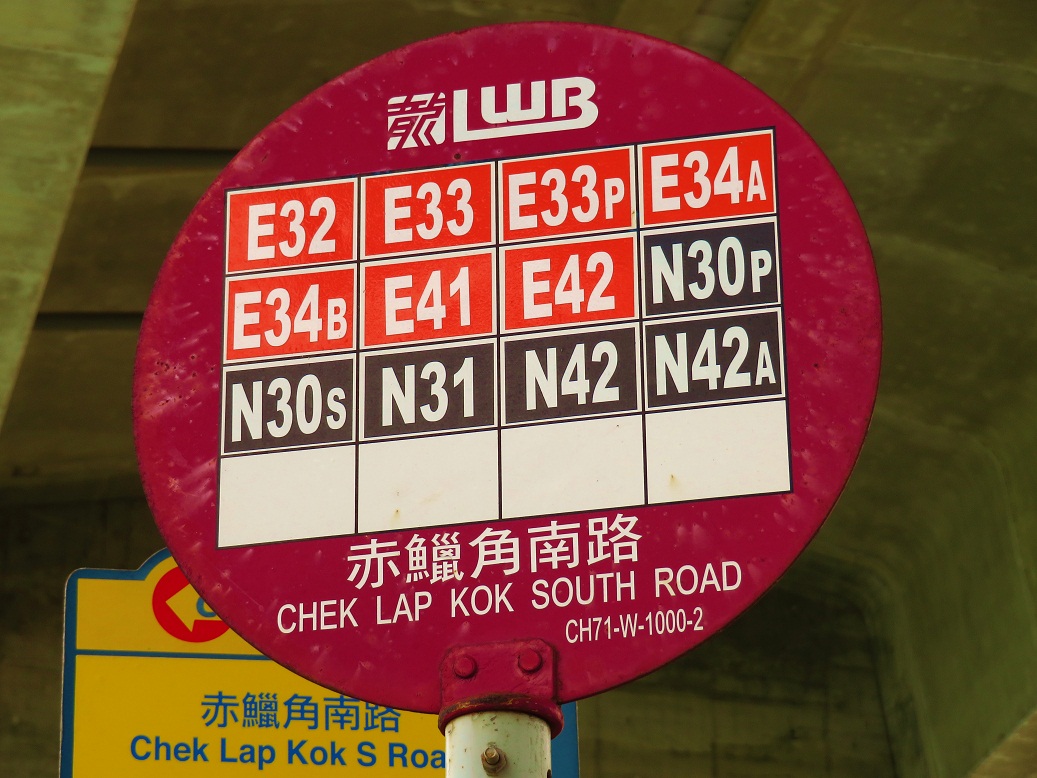 LWB
E32 E33 E33P E34A
E34B E41 E42 N30P
N30S N31 N42 N42A
赤鱲角南路
CHEK LAP KOK SOUTH ROAD
CH71-W-1000-2
赤鱲角南路
Chek Lap Kok S